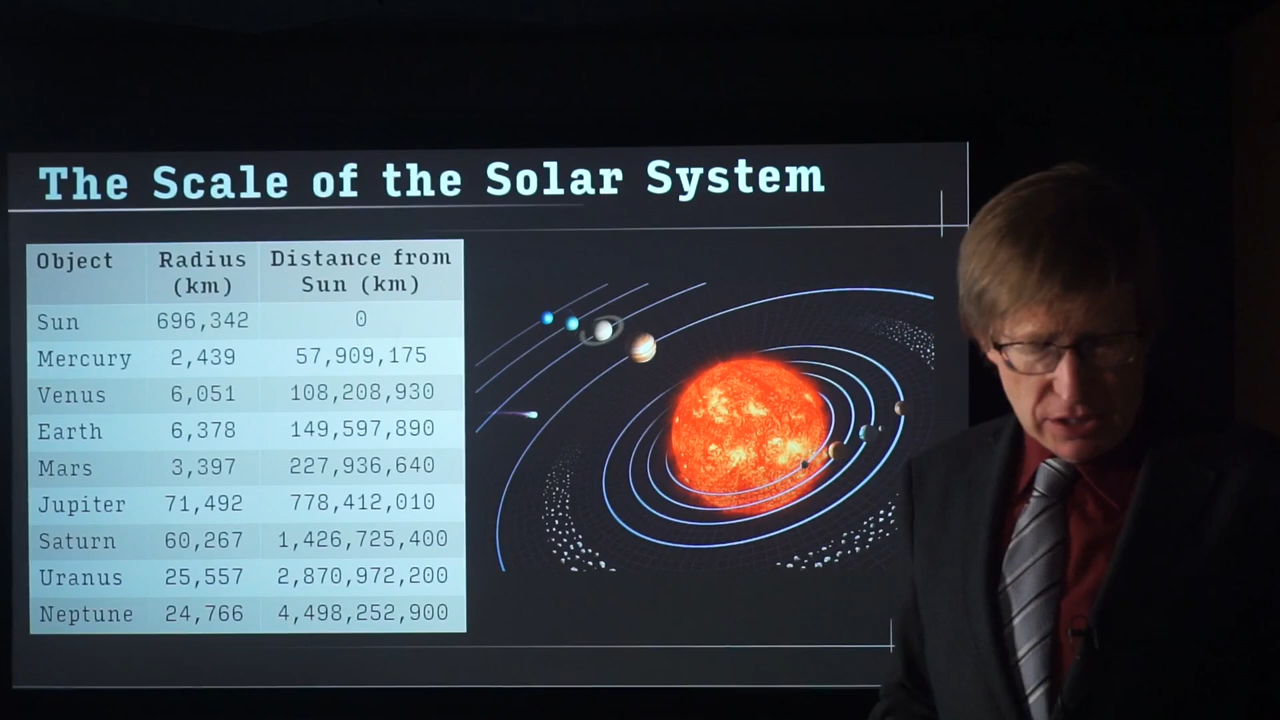 The Scale of the Solar System
Object Radius (km) Distance from Sun (km)
Sun 696,342 0
Mercury 2,439 57,909,175
Venus 6,051 108,208,930
Earth 6,378 149,597,890
Mars 3,397 227,936,640
Jupiter 71,492 778,412,010
Saturn 60,267 1,426,725,400
Uranus 25,557 2,870,972,200
Neptune 24,766 4,498,252,900